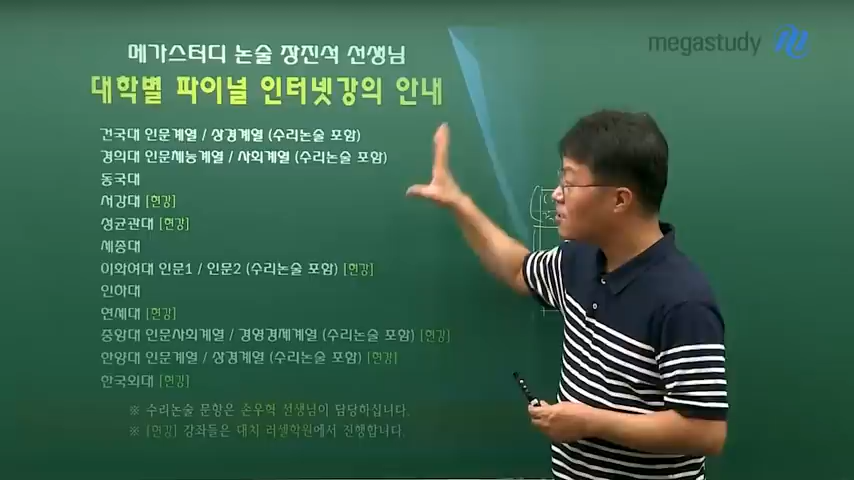 megastudy
메가스터디 논술 장진석 선생님
대학별 파이널 인터넷강의 안내
건국대 인문계열 / 상경계열 (수리논술 포함)
경희대 인문체능계열 / 사회계열 (수리논술 포함)
동국대
서강대 [현강]
성균관대 [현강]
세종대
이화여대 인문1 / 인문2 (수리논술 포함) [현강]
인하대
연세대 [현강]
중앙대 인문사회계열 / 경영경제계열 (수리논술 포함) [현강]
한양대 인문계열 / 상경계열 (수리논술 포함) [현강]
한국외대 [현강]
※ 수리논술 문항은 손우혁 선생님이 담당하십니다.
※ [현강] 강좌들은 대치 러셀학원에서 진행합니다.